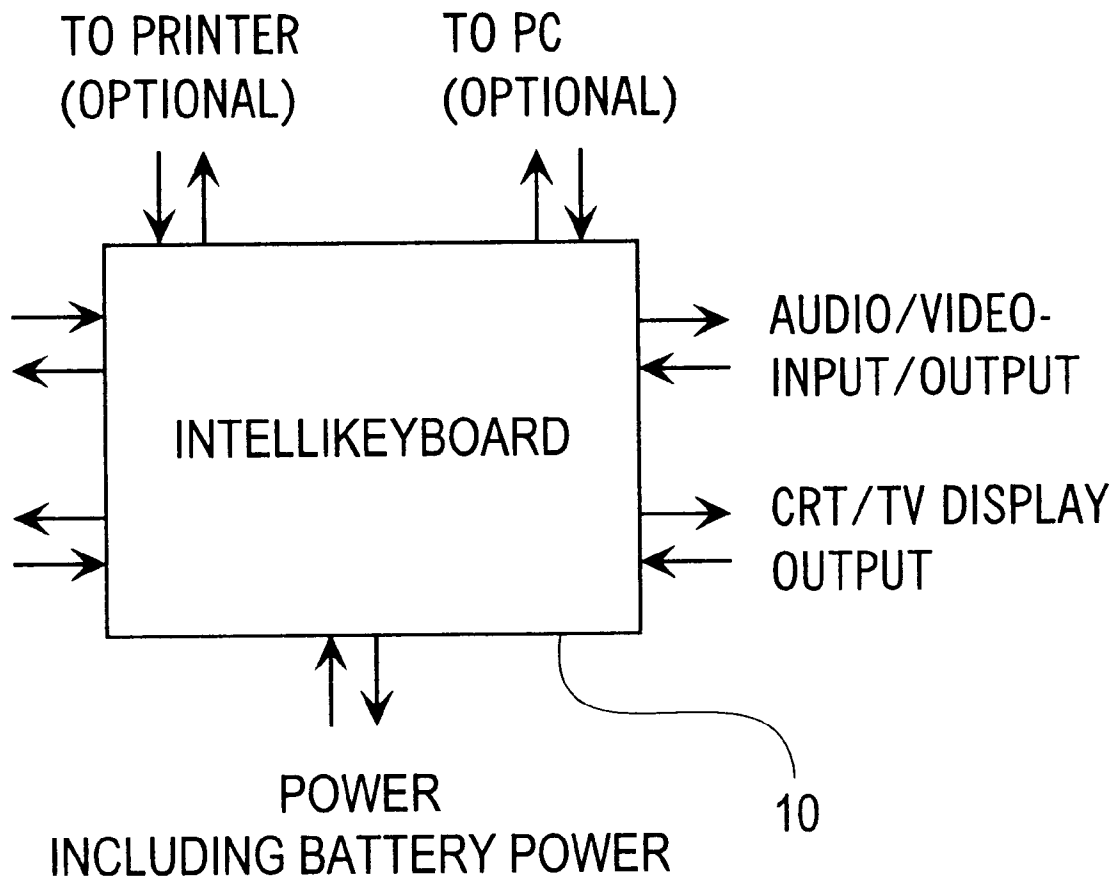 TO PRINTER
(OPTIONAL)
TO PC
(OPTIONAL)
AUDIO/VIDEO-
INPUT/OUTPUT
INTELLIKEYBOARD
CRT/TV DISPLAY
OUTPUT
POWER
INCLUDING BATTERY POWER
10